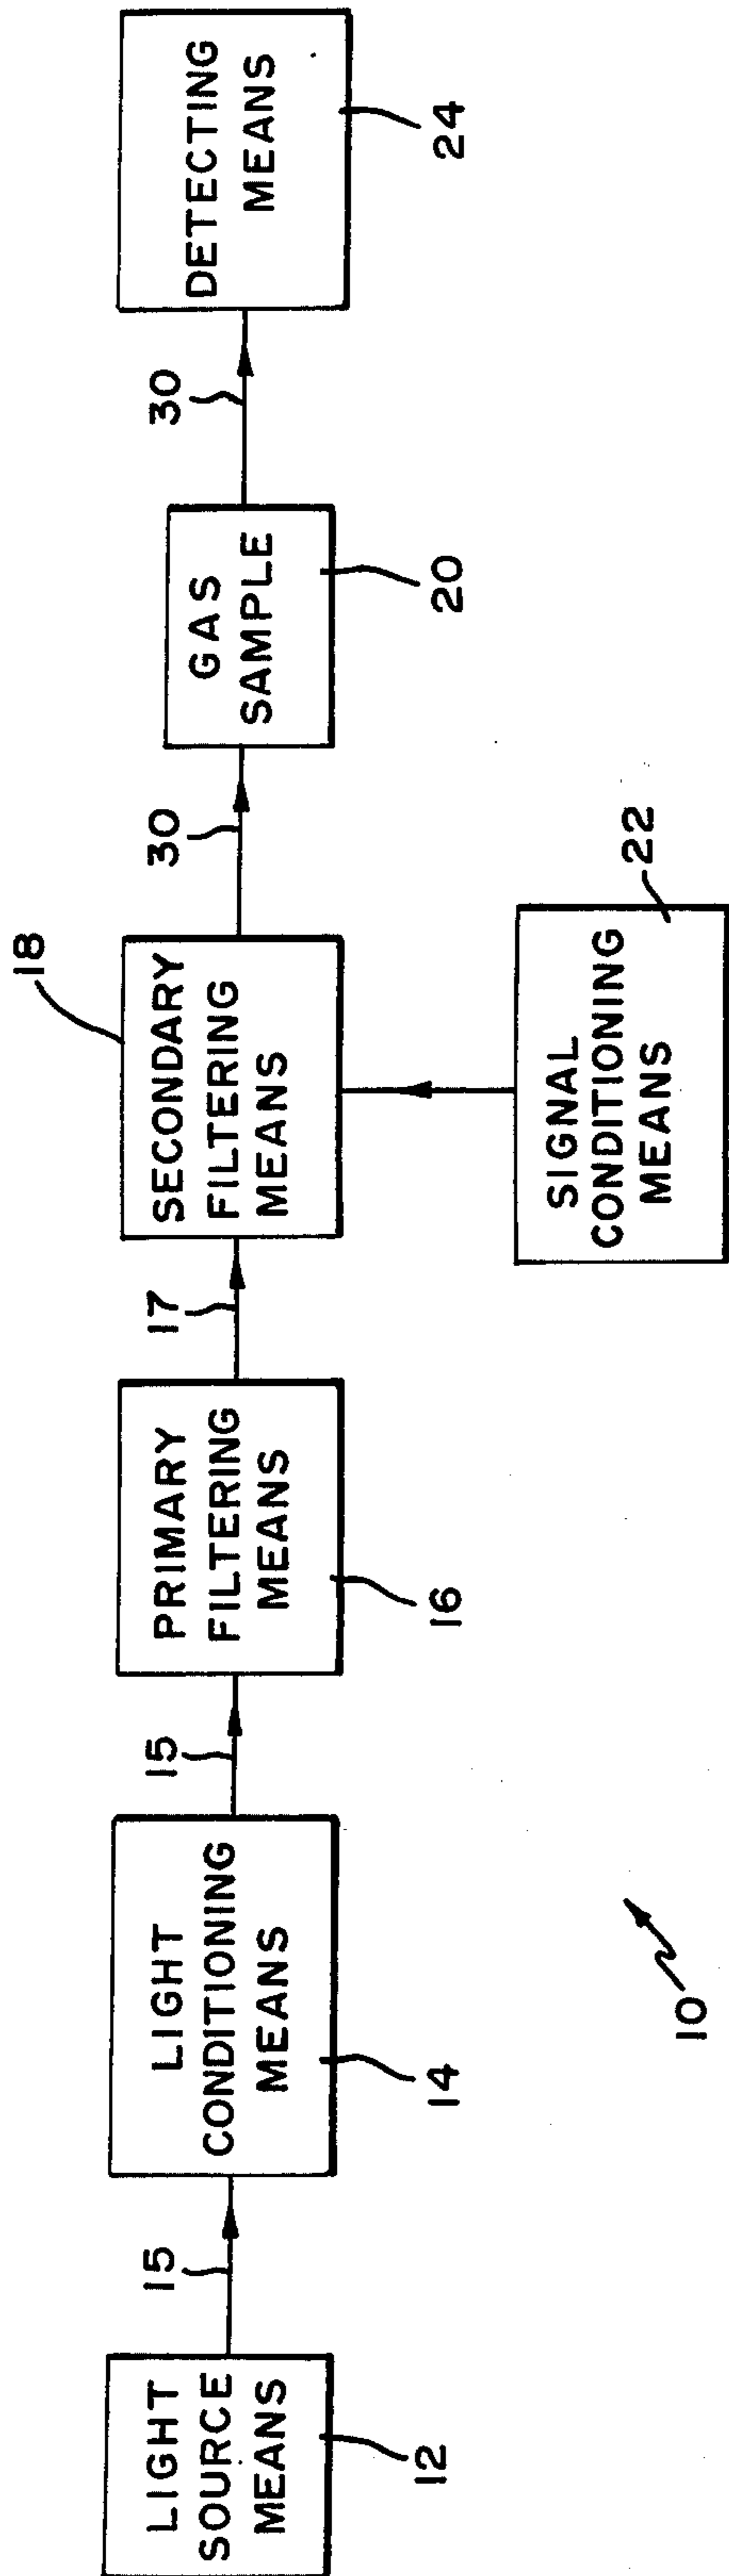 LIGHT
SOURCE
MEANS
12
15
LIGHT
CONDITIONING
MEANS
14
15
PRIMARY
FILTERING
MEANS
16
17
18
SECONDARY
FILTERING
MEANS
SIGNAL
CONDITIONING
MEANS
22
30
GAS
SAMPLE
20
30
DETECTING
MEANS
24
10